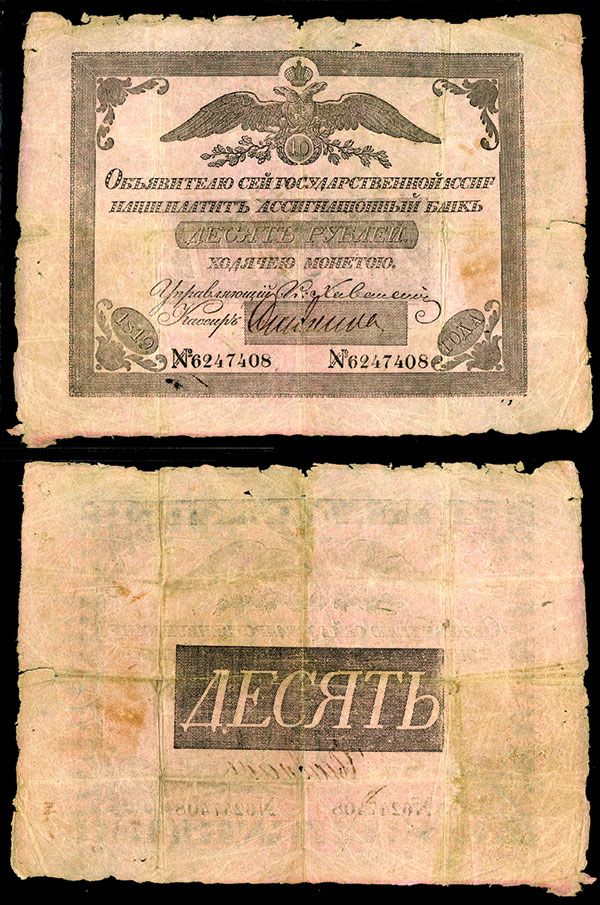 10
ОБЪЯВИТЕЛЮ СЕЙ ГОСУДАРСТВЕННОЙ АССИГ
НАЦІИ ПЛАТИТЪ АССИГНАЦІОННЫЙ БАНКЪ
ДЕСЯТЬ РУБЛЕЙ
ХОДЯЧЕЮ МОНЕТОЮ.
Управляющий
Кассиръ
1819 ГОДА
№6247408 №6247408
ДЕСЯТЬ